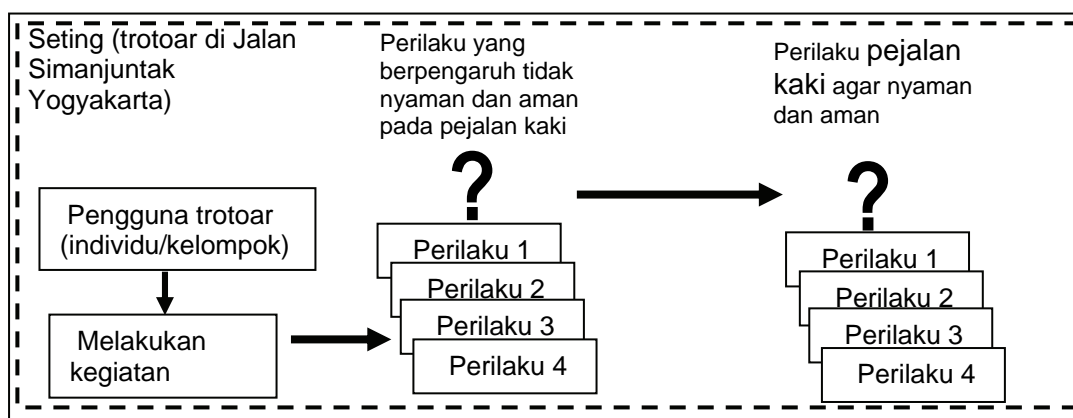 Seting (trotoar di Jalan
Simanjuntak
Yogyakarta)
Pengguna trotoar
(individu/kelompok)
Melakukan
kegiatan
Perilaku yang
berpengaruh tidak
nyaman dan aman
pada pejalan kaki
?
Perilaku 1
Perilaku 2
Perilaku 3
Perilaku 4
Perilaku pejalan
kaki agar nyaman
dan aman
?
Perilaku 1
Perilaku 2
Perilaku 3
Perilaku 4